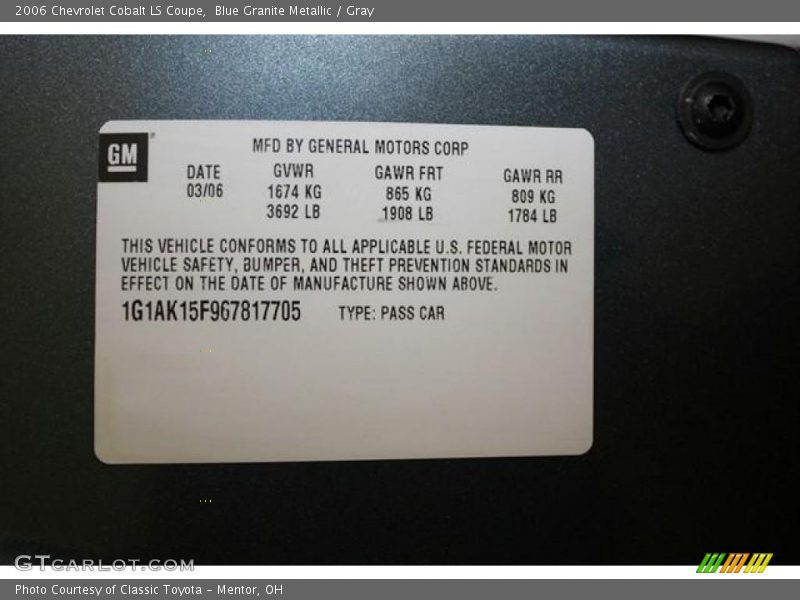 2006 Chevrolet Cobalt LS Coupe,  Blue Granite Metallic / Gray
GM
MFD BY GENERAL MOTORS CORP
DATE GVWR GAWR FRT GAWR RR
03/06 1674 KG 865 KG 809 KG
3692 LB 1908 LB 1784 LB
THIS VEHICLE CONFORMS TO ALL APPLICABLE U.S. FEDERAL MOTOR
VEHICLE SAFETY, BUMPER, AND THEFT PREVENTION STANDARDS IN
EFFECT ON THE DATE OF MANUFACTURE SHOWN ABOVE.
1G1AK15F967817705 TYPE: PASS CAR
GTcarlot.com
Photo Courtesy of Classic Toyota – Mentor, OH